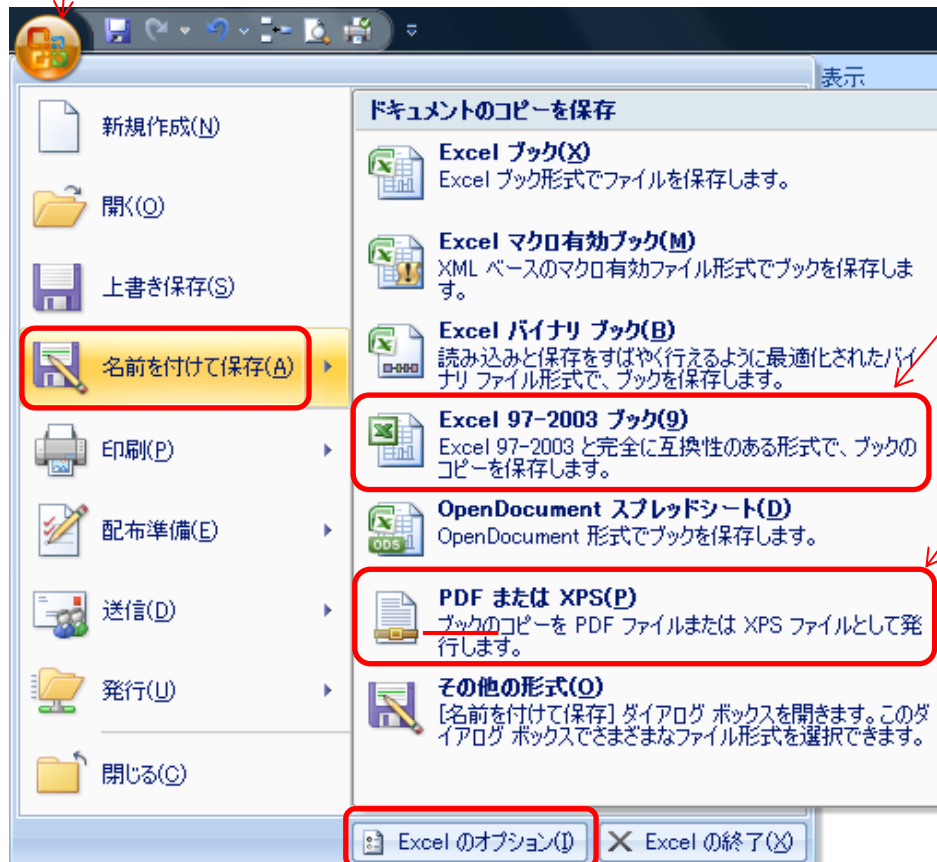 表示
新規作成(N)
開く(O)
上書き保存(S)
名前を付けて保存(A)
印刷(P)
配布準備(E)
送信(D)
発行(U)
閉じる(C)
ドキュメントのコピーを保存
Excel ブック(X)
Excel ブック形式でファイルを保存します。
Excel マクロ有効ブック(M)
XML ベースのマクロ有効ファイル形式でブックを保存しま
す。
Excel バイナリ ブック(B)
読み込みと保存をすばやく行えるように最適化されたバイ
ナリ ファイル形式で、ブックを保存します。
Excel 97-2003 ブック(9)
Excel 97-2003 と完全に互換性のある形式で、ブックの
コピーを保存します。
OpenDocument スプレッドシート(D)
OpenDocument 形式でブックを保存します。
ODS
PDF または XPS(P)
ブックのコピーを PDF ファイルまたは XPS ファイルとして発
行します。
その他の形式(O)
[名前を付けて保存] ダイアログ ボックスを開きます。このダ
イアログ ボックスでさまざまなファイル形式を選択できます。
Excel のオプション(I)
Excel の終了(X)